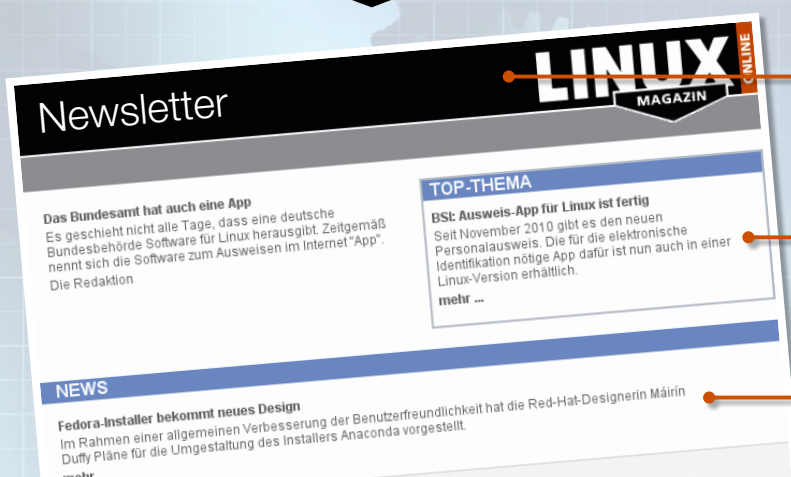 Newsletter
LINUX
MAGAZIN
ONLINE
Das Bundesamt hat auch eine App
Es geschieht nicht alle Tage, dass eine deutsche
Bundesbehörde Software für Linux herausgibt. Zeitgemäß
nennt sich die Software zum Ausweisen im Internet "App".
Die Redaktion
TOP-THEMA
BSI: Ausweis-App für Linux ist fertig
Seit November 2010 gibt es den neuen
Personalausweis. Die für die elektronische
Identifikation nötige App dafür ist nun auch in einer
Linux-Version erhältlich.
mehr ...
NEWS
Fedora-Installer bekommt neues Design
Im Rahmen einer allgemeinen Verbesserung der Benutzerfreundlichkeit hat die Red-Hat-Designerin Máirín
Duffy Pläne für die Umgestaltung des Installers Anaconda vorgestellt.
mehr